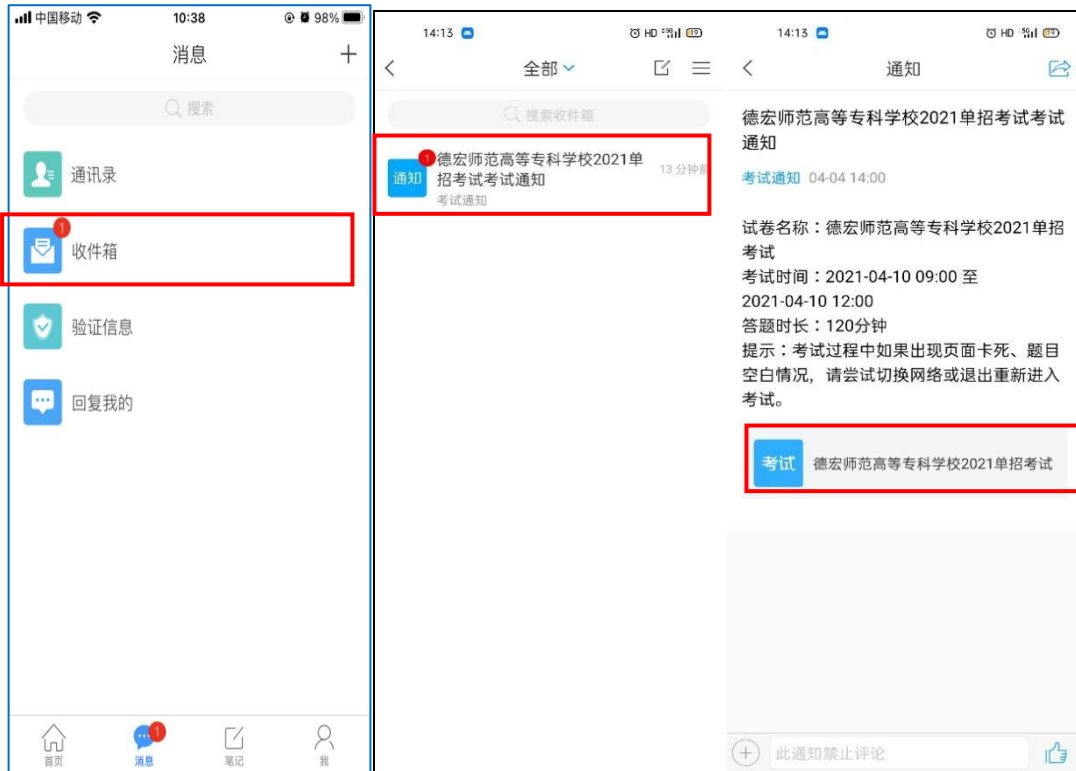 中国移动 10:38 98%
消息
搜索
通讯录
1
收件箱
验证信息
回复我的
首页
1
消息
笔记
我
14:13 HD
全部
搜索收件箱
1
通知
德宏师范高等专科学校2021单
招考试考试通知
13 分钟前
考试通知
14:13 HD
通知
德宏师范高等专科学校2021单招考试考试
通知
考试通知 04-04 14:00
试卷名称：德宏师范高等专科学校2021单招
考试
考试时间：2021-04-10 09:00 至
2021-04-10 12:00
答题时长：120分钟
提示：考试过程中如果出现页面卡死、题目
空白情况，请尝试切换网络或退出重新进入
考试。
考试 德宏师范高等专科学校2021单招考试
此通知禁止评论